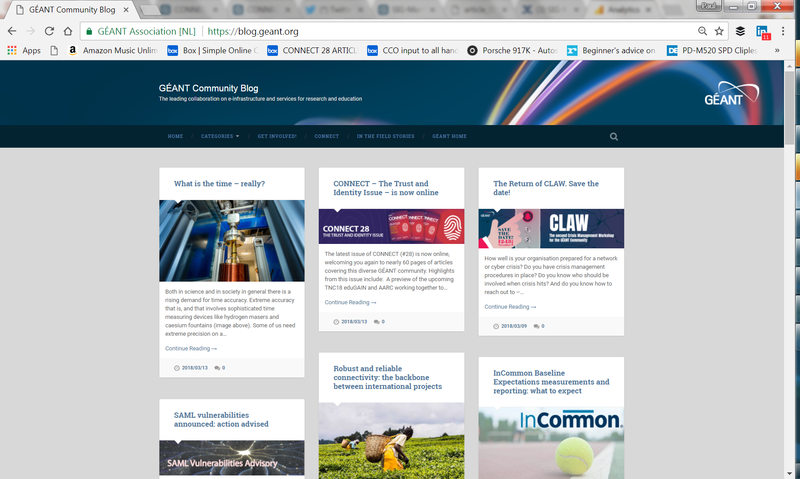 GÉANT Community Blog
Paul
GÉANT Association [NL] https://blog.geant.org
Apps Amazon Music Unlim Box | Simple Online C CONNECT 28 ARTICU CCO input to all hand Porsche 917K - Autoc Beginner's advice on PD-M520 SPD Cliples
11
GÉANT Community Blog
The leading collaboration on e-infrastructure and services for research and education
GÉANT
HOME / CATEGORIES / GET INVOLVED! / CONNECT / IN THE FIELD STORIES / GÉANT HOME
What is the time – really?
Both in science and in society in general there is a
rising demand for time accuracy. Extreme accuracy
that is, and that involves sophisticated time
measuring devices like hydrogen masers and
caesium fountains (image above). Some of us need
extreme precision on a...
Continue Reading →
2018/03/13 0
SAML vulnerabilities
announced: action advised
SAML Vulnerabilities Advisory
CONNECT – The Trust and
Identity Issue – is now online
CONNECT 28
THE TRUST AND IDENTITY ISSUE
The latest issue of CONNECT (#28) is now online,
welcoming you again to nearly 60 pages of articles
covering this diverse GÉANT community. Highlights
from this issue include: A preview of the upcoming
TNC18 eduGAIN and AARC working together to...
Continue Reading →
2018/03/13 0
Robust and reliable
connectivity: the backbone
between international projects
The Return of CLAW. Save the
date!
GÉANT
SAVE
THE DATE!
CLAW
The second Crisis Management Workshop
for the GÉANT Community
How well is your organisation prepared for a network
or cyber crisis? Do you have crisis management
procedures in place? Do you know who should be
involved when crisis hits? And do you know how to
reach out to –...
Continue Reading →
2018/03/09 0
InCommon Baseline
Expectations measurements and
reporting: what to expect
InCommon